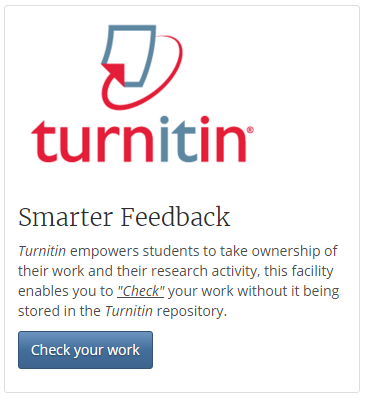 turnitin®
Smarter Feedback
Turnitin empowers students to take ownership of
their work and their research activity, this facility
enables you to "Check" your work without it being
stored in the Turnitin repository.
Check your work